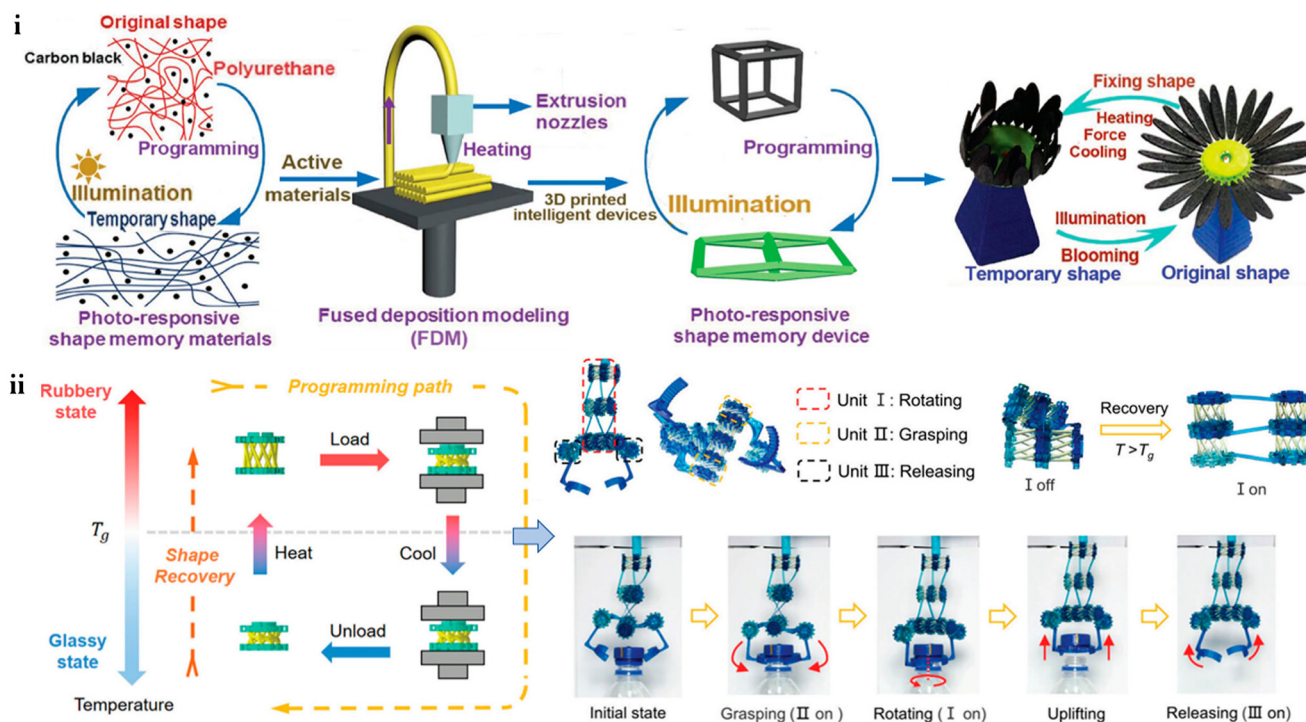 i
Original shape
Carbon black
Polyurethane
Programming
Illumination
Temporary shape
Photo-responsive
shape memory materials
Active
materials
Extrusion
nozzles
Heating
Fused deposition modeling
(FDM)
3D printed
intelligent devices
Programming
Illumination
Photo-responsive
shape memory device
Fixing shape
Heating
Force
Cooling
Illumination
Blooming
Temporary shape
Original shape
ii
Rubbery
state
Tg
Glassy
state
Temperature
Programming path
Load
Shape
Recovery
Heat
Cool
Unload
Unit Ⅰ: Rotating
Unit Ⅱ: Grasping
Unit Ⅲ: Releasing
Recovery
T>Tg
Ⅰ off
Ⅰ on
Initial state
Grasping (Ⅱ on)
Rotating (Ⅰ on)
Uplifting
Releasing (Ⅲ on)